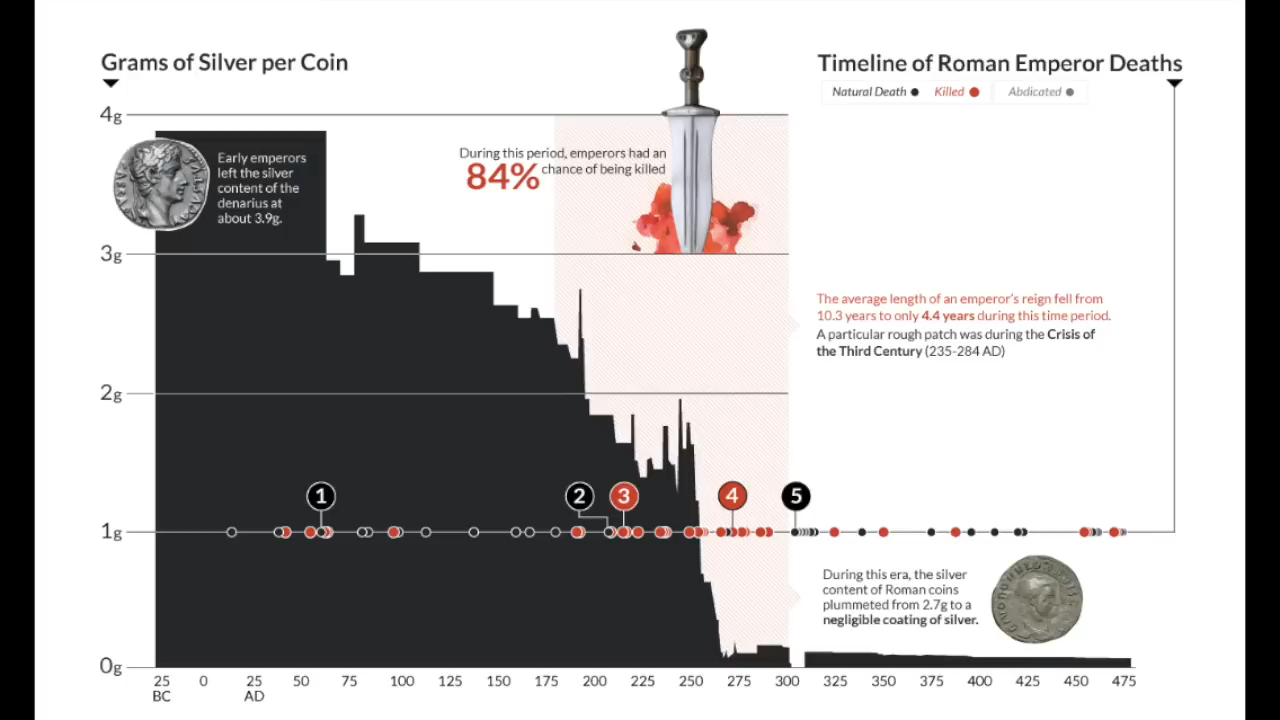 Grams of Silver per Coin
Timeline of Roman Emperor Deaths
Natural Death
Killed
Abdicated
4g
3g
2g
1g
0g
Early emperors
left the silver
content of the
denarius at
about 3.9g.
During this period, emperors had an
84% chance of being killed
The average length of an emperor's reign fell from
10.3 years to only 4.4 years during this time period.
A particular rough patch was during the Crisis of
the Third Century (235-284 AD)
1
2
3
4
5
During this era, the silver
content of Roman coins
plummeted from 2.7g to a
negligible coating of silver.
25 0 25 50 75 100 125 150 175 200 225 250 275 300 325 350 375 400 425 450 475
BC AD